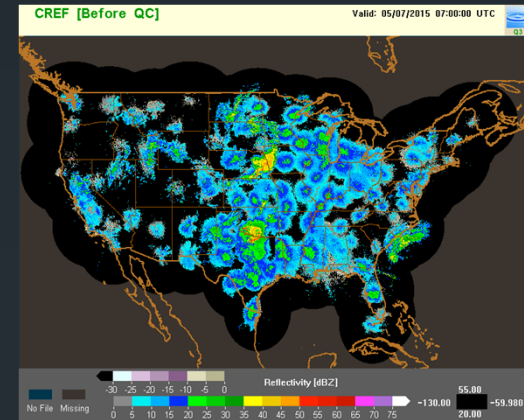 CREF [Before QC]
Valid: 05/07/2015 07:00:00 UTC
Q3
-30 -25 -20 -15 -10 -5 0
Reflectivity [dBZ]
No File Missing
0 5 10 15 20 25 30 35 40 45 50 55 60 65 70 75
-130.00
55.00
20.00
-59.980